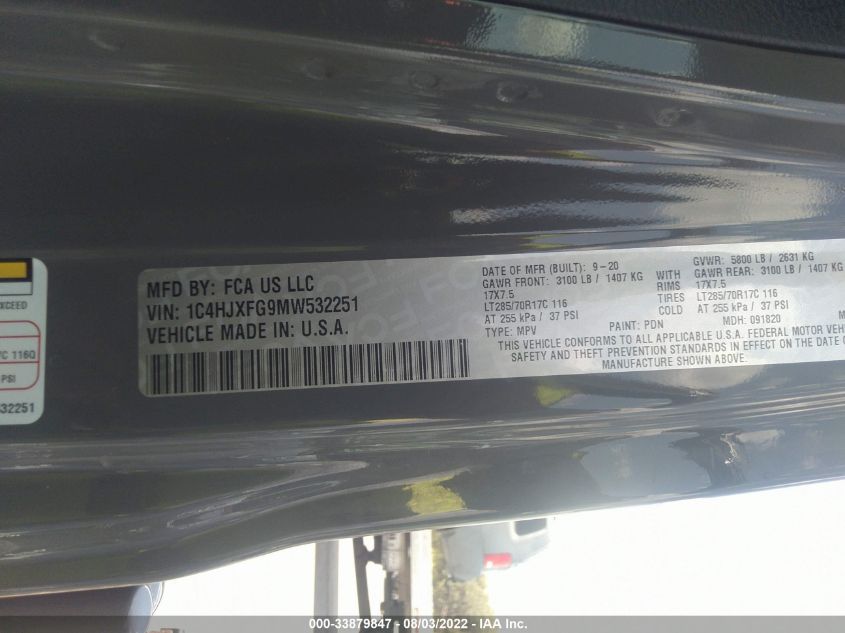 MFD BY: FCA US LLC
VIN: 1C4HJXFG9MW532251
VEHICLE MADE IN: U.S.A.
DATE OF MFR (BUILT): 9-20
GVWR: 5800 LB / 2631 KG
GAWR FRONT: 3100 LB / 1407 KG WITH GAWR REAR: 3100 LB / 1407 KG
17X7.5 RIMS 17X7.5
LT285/70R17C 116 TIRES LT285/70R17C 116
AT 255 kPa / 37 PSI COLD AT 255 kPa / 37 PSI
TYPE: MPV PAINT: PDN MDH: 091820
THIS VEHICLE CONFORMS TO ALL APPLICABLE U.S.A. FEDERAL MOTOR
SAFETY AND THEFT PREVENTION STANDARDS IN EFFECT ON THE DATE
MANUFACTURE SHOWN ABOVE.
EXCEED
7C 116Q
PSI
532251
000-33879847 - 08/03/2022 - IAA Inc.